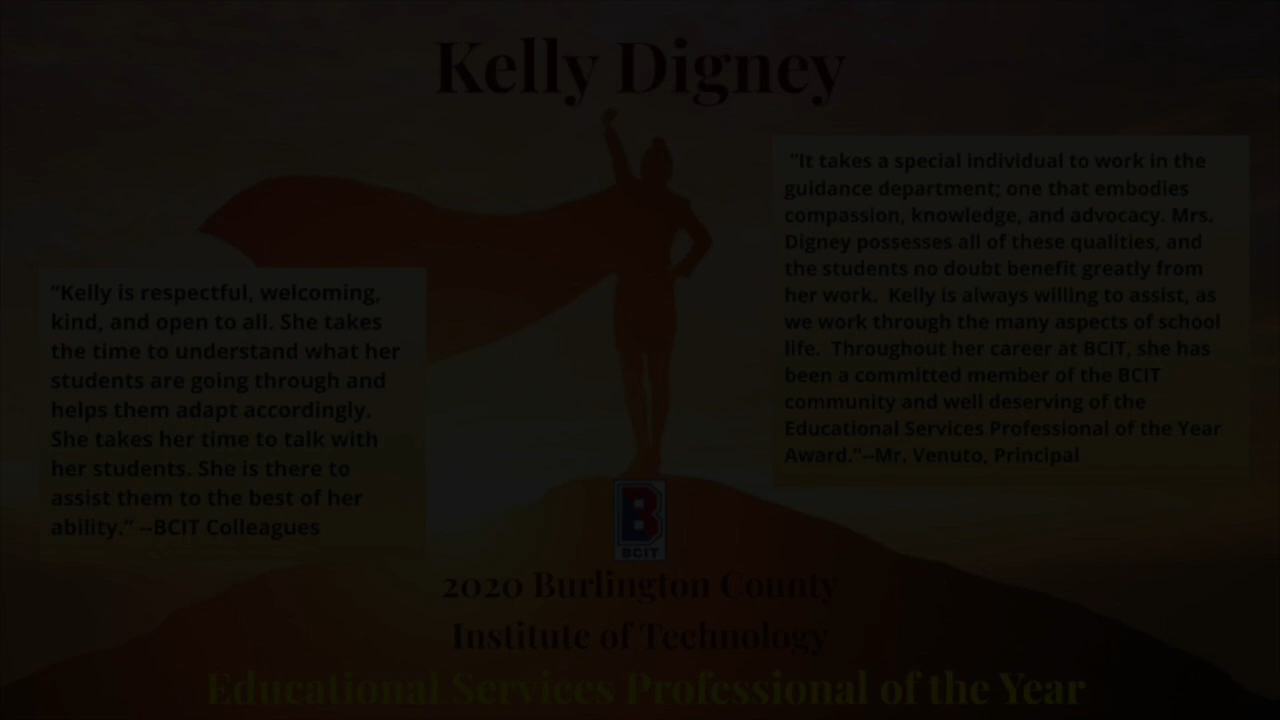 Kelly Digney
"It takes a special individual to work in the
guidance department; one that embodies
compassion, knowledge, and advocacy. Mrs.
Digney possesses all of these qualities, and
the students no doubt benefit greatly from
her work. Kelly is always willing to assist, as
we work through the many aspects of school
life. Throughout her career at BCIT, she has
been a committed member of the BCIT
community and well deserving of the
Educational Services Professional of the Year
Award."--Mr. Venuto, Principal
"Kelly is respectful, welcoming,
kind, and open to all. She takes
the time to understand what her
students are going through and
helps them adapt accordingly.
She takes her time to talk with
her students. She is there to
assist them to the best of her
ability." --BCIT Colleagues
B
BCIT
2020 Burlington County
Institute of Technology
Educational Services Professional of the Year